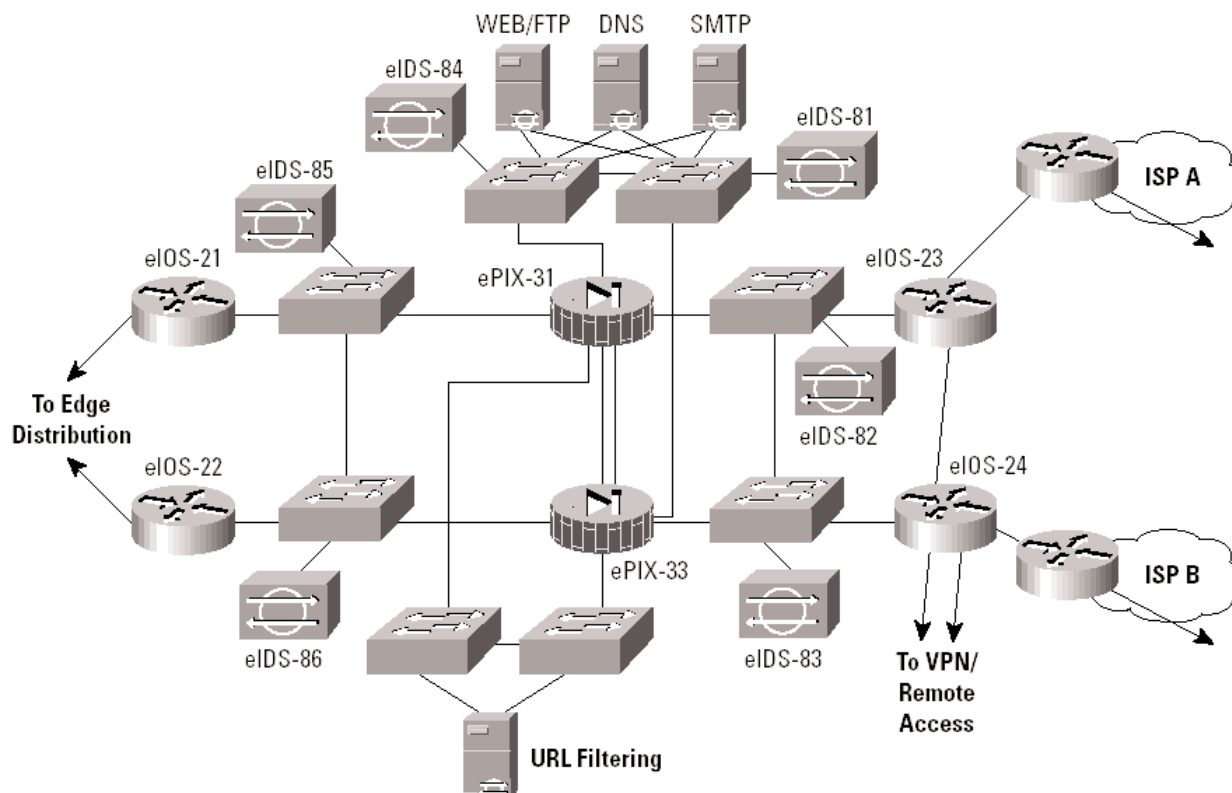 WEB/FTP
DNS
SMTP
eIDS-84
eIDS-81
ISP A
eIDS-85
eIOS-21
ePIX-31
eIOS-23
To Edge
Distribution
eIDS-82
eIOS-22
eIOS-24
ePIX-33
ISP B
eIDS-86
eIDS-83
To VPN/
Remote
Access
URL Filtering